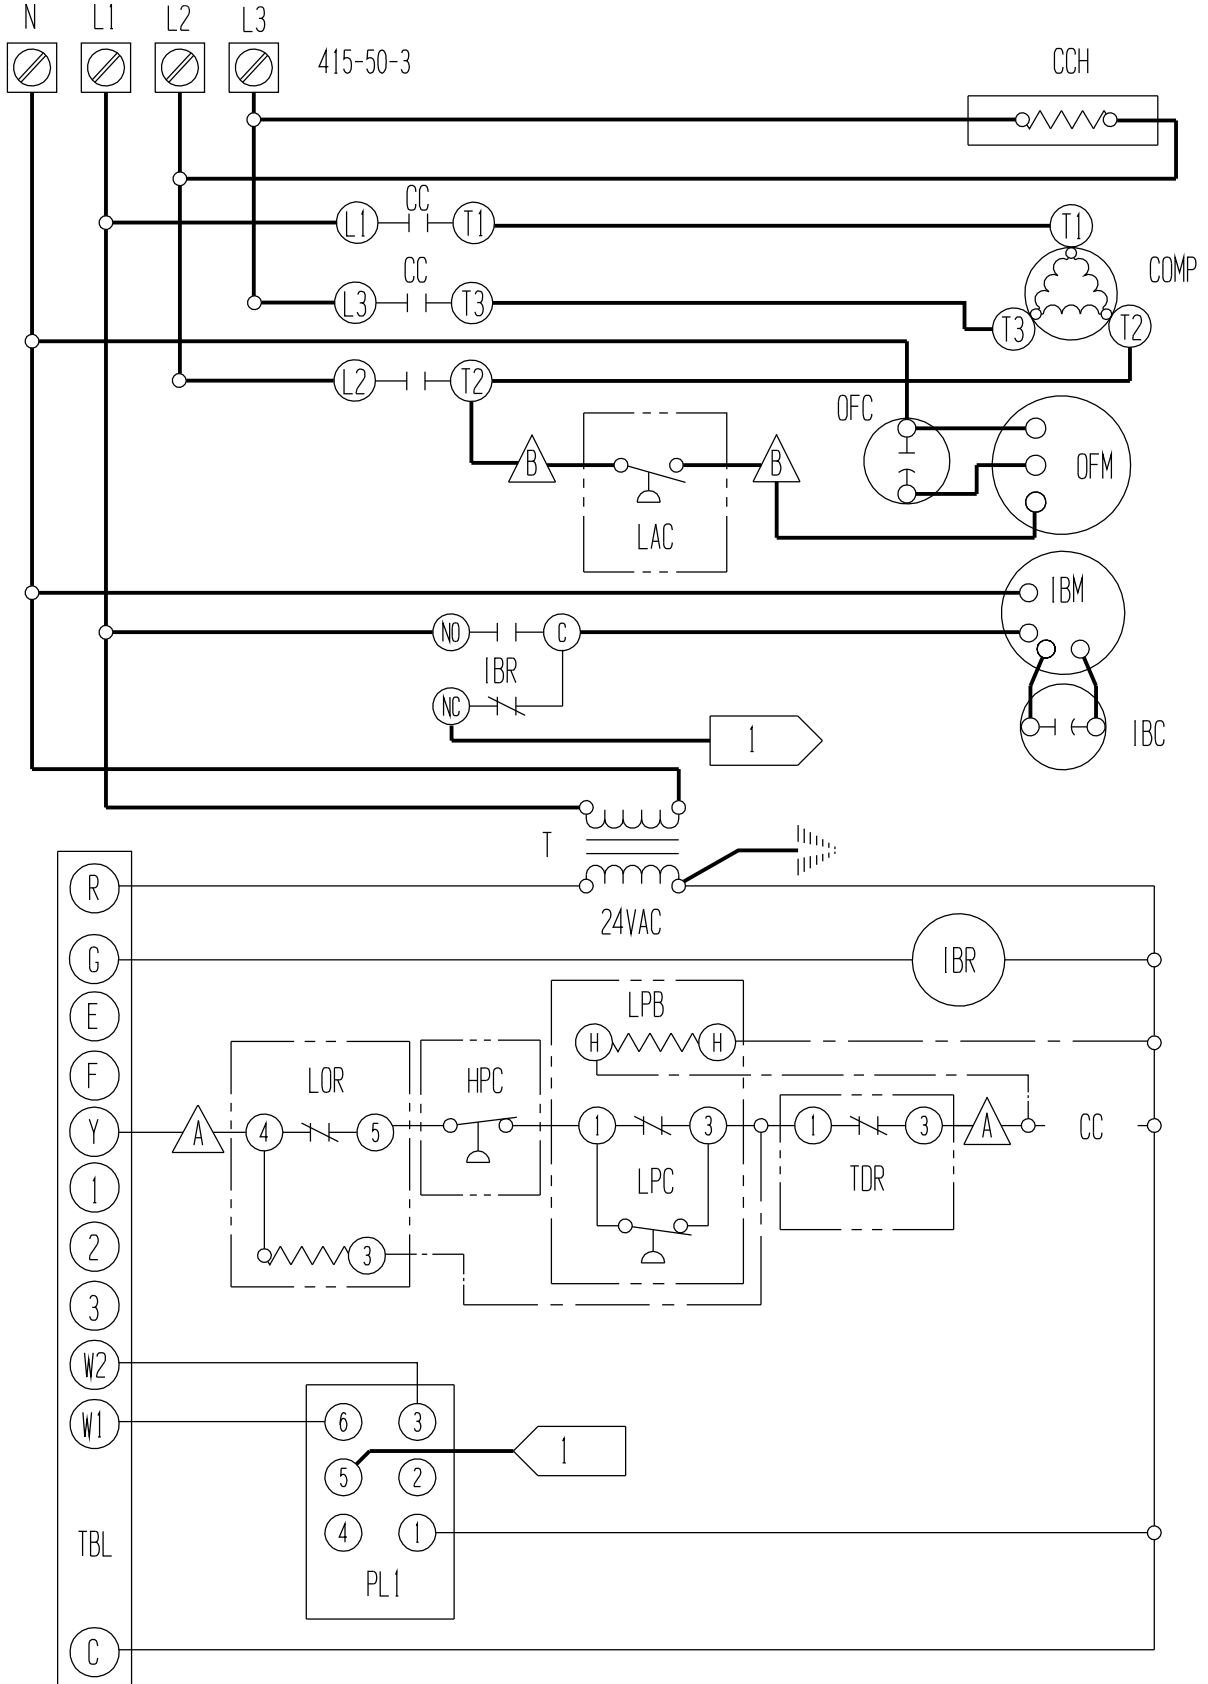 N L1 L2 L3
415-50-3
CCH
CC
L1 T1 T1
CC
COMP
L3 T3 T3 T2
L2 T2
OFC
B B OFM
LAC
IBM
NO C
IBR
NC
1
IBC
T
24VAC
R
G IBR
E
LPB
H H
F
LOR HPC
Y A 4 5 1 3 1 3 A CC
LPC TDR
1
2
3
3
W2
W1 6 3
1
5 2
4 1
TBL
PL1
C